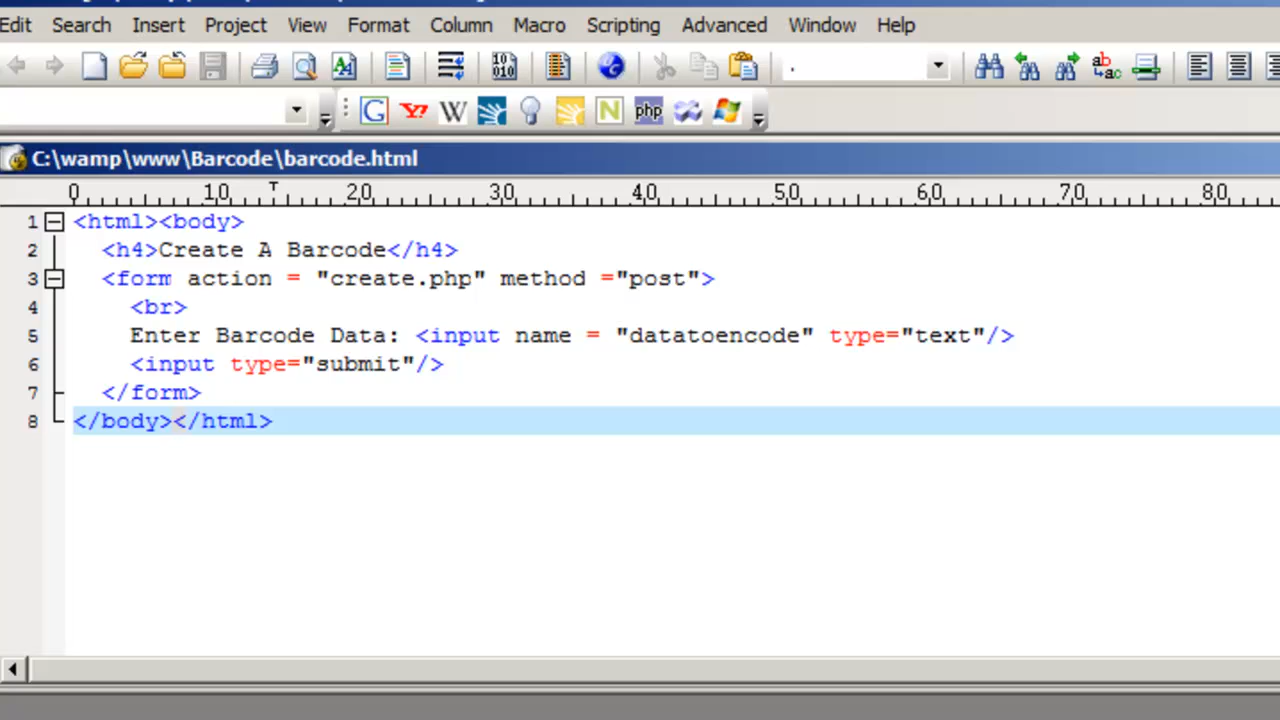 Edit Search Insert Project View Format Column Macro Scripting Advanced Window Help
C:\wamp\www\Barcode\barcode.html
0 10 20 30 40 50 60 70 80
1 <html><body>
2 <h4>Create A Barcode</h4>
3 <form action = "create.php" method ="post">
4 <br>
5 Enter Barcode Data: <input name = "datatoencode" type="text"/>
6 <input type="submit"/>
7 </form>
8 </body></html>